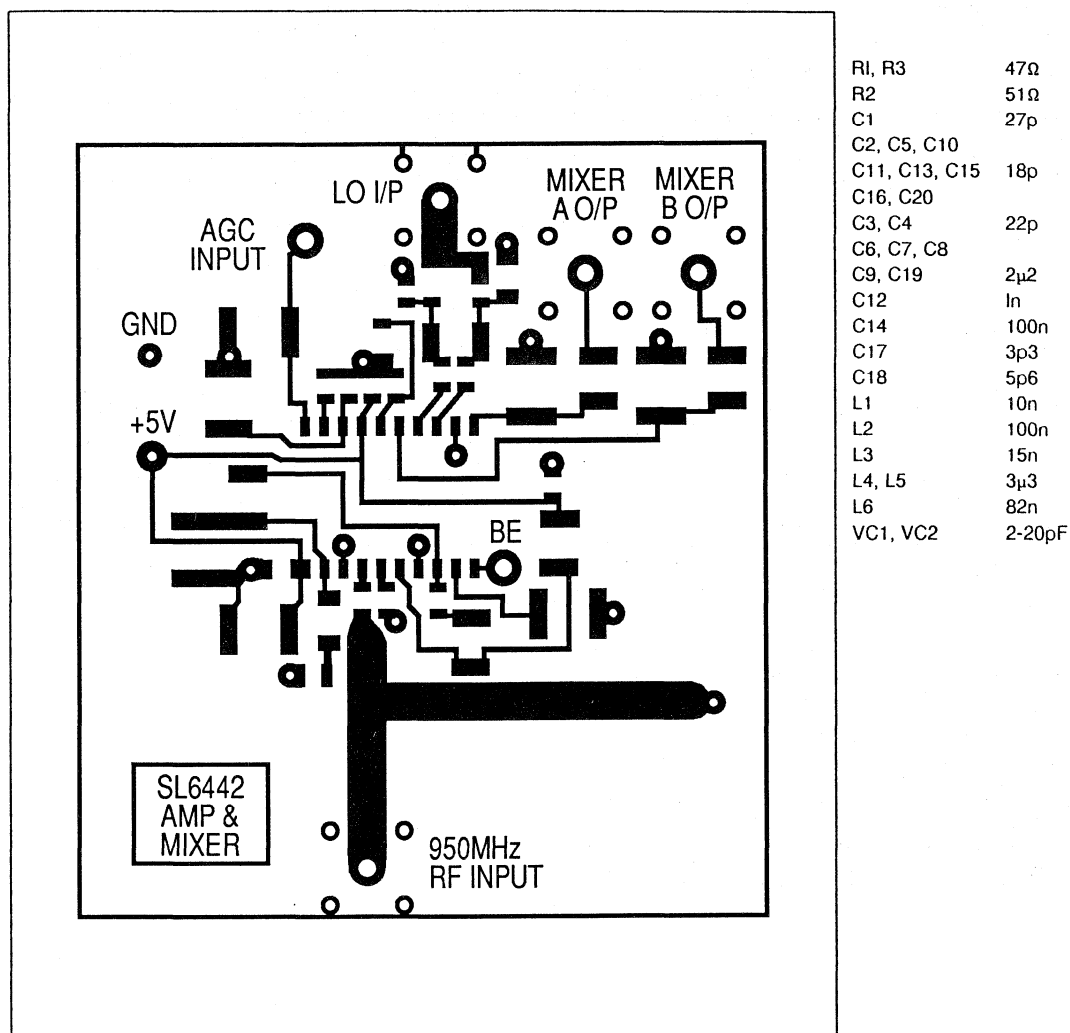 LO I/P
MIXER
A O/P
MIXER
B O/P
AGC
INPUT
GND
+5V
BE
SL6442
AMP &
MIXER
950MHz
RF INPUT
RI, R3 47Ω
R2 51Ω
C1 27p
C2, C5, C10
C11, C13, C15 18p
C16, C20
C3, C4 22p
C6, C7, C8
C9, C19 2µ2
C12 In
C14 100n
C17 3p3
C18 5p6
L1 10n
L2 100n
L3 15n
L4, L5 3µ3
L6 82n
VC1, VC2 2-20pF